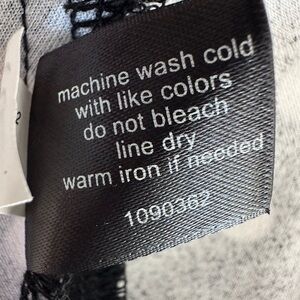 machine wash cold
with like colors
do not bleach
line dry
warm iron if needed
1090362